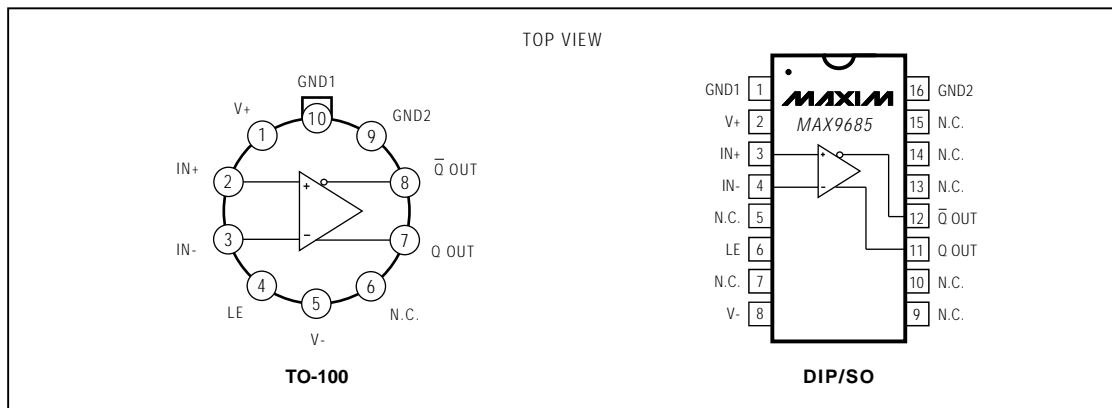 TOP VIEW
GND1
10
V+
1
GND2
9
IN+
2
+
8
Q̅ OUT
IN-
3
−
7
Q OUT
4
LE
5
V-
6
N.C.
TO-100
GND1 1
16 GND2
MAXIM
V+ 2
MAX9685
15 N.C.
IN+ 3
+
14 N.C.
IN- 4
−
13 N.C.
N.C. 5
12 Q̅ OUT
LE 6
11 Q OUT
N.C. 7
10 N.C.
V- 8
9 N.C.
DIP/SO